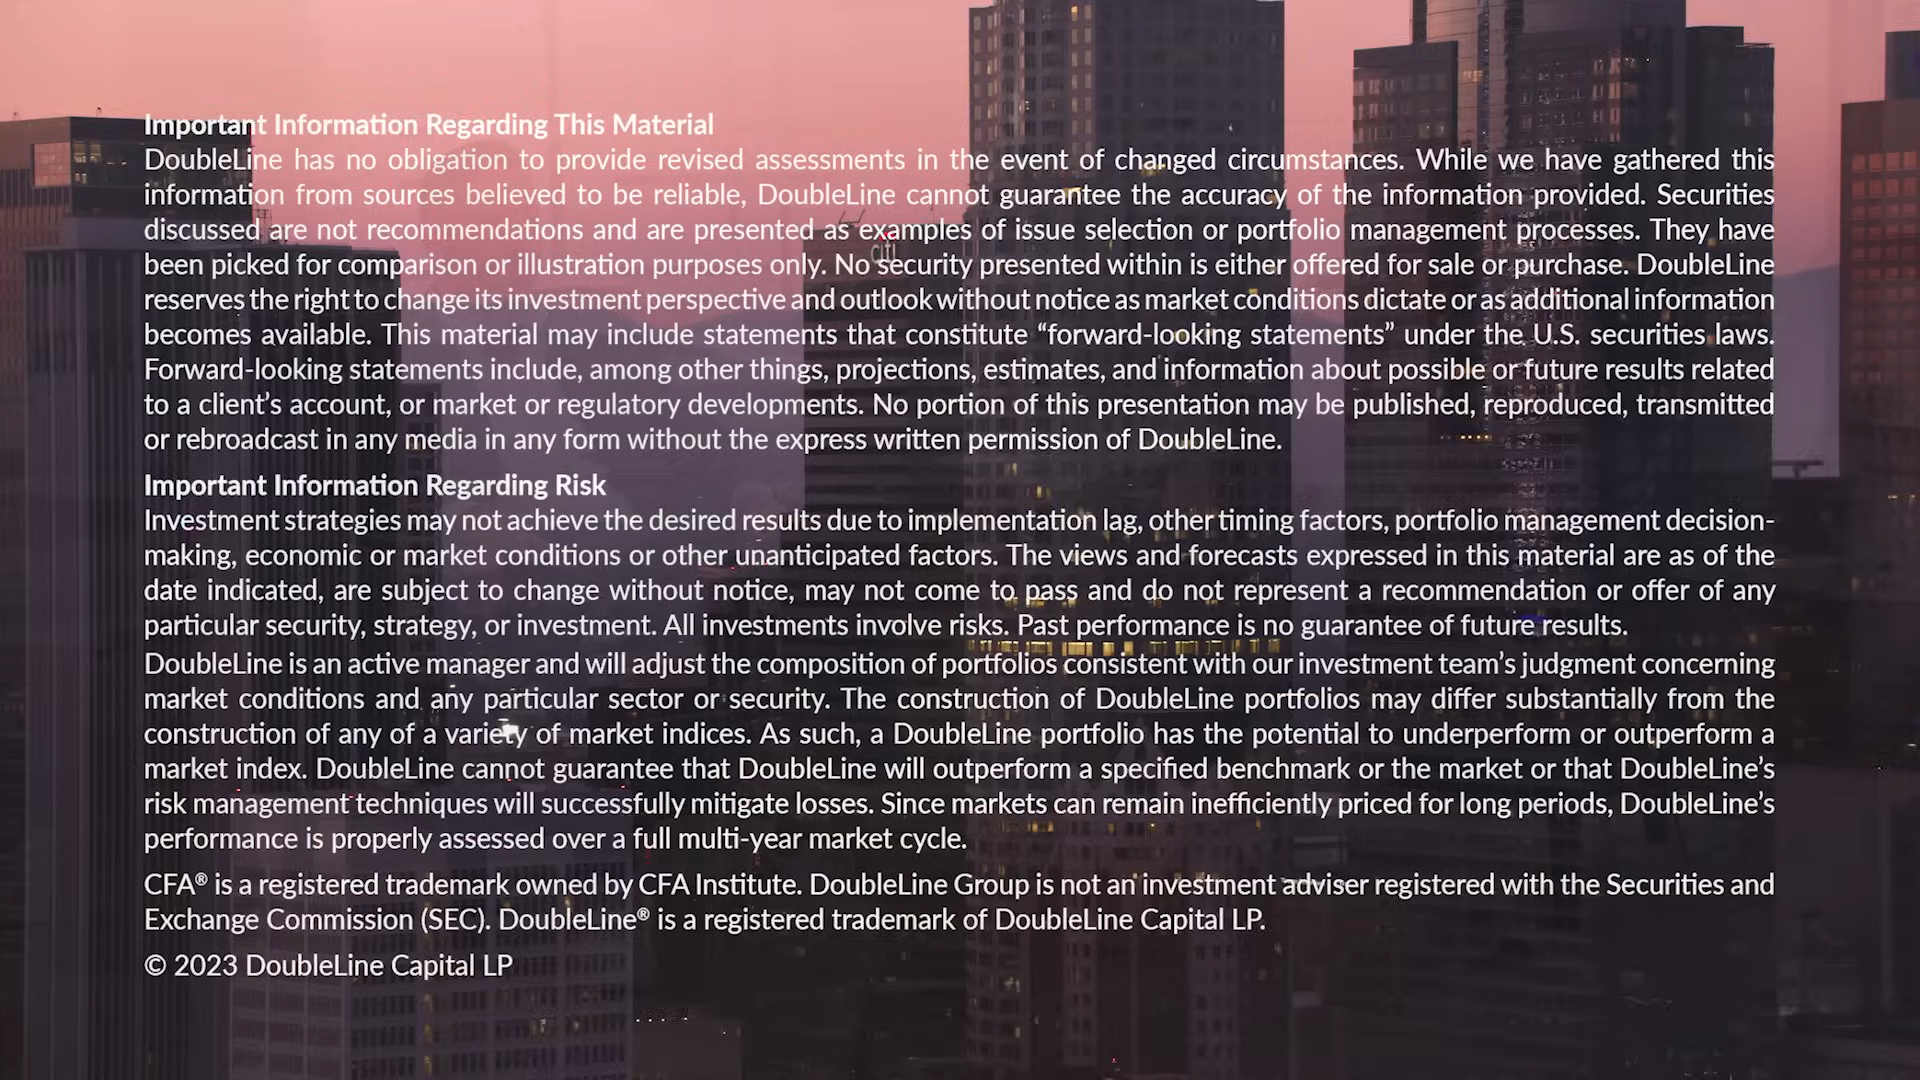 Important Information Regarding This Material
DoubleLine has no obligation to provide revised assessments in the event of changed circumstances. While we have gathered this
information from sources believed to be reliable, DoubleLine cannot guarantee the accuracy of the information provided. Securities
discussed are not recommendations and are presented as examples of issue selection or portfolio management processes. They have
citi
been picked for comparison or illustration purposes only. No security presented within is either offered for sale or purchase. DoubleLine
reserves the right to change its investment perspective and outlook without notice as market conditions dictate or as additional information
becomes available. This material may include statements that constitute “forward-looking statements” under the U.S. securities laws.
Forward-looking statements include, among other things, projections, estimates, and information about possible or future results related
to a client’s account, or market or regulatory developments. No portion of this presentation may be published, reproduced, transmitted
or rebroadcast in any media in any form without the express written permission of DoubleLine.
Important Information Regarding Risk
Investment strategies may not achieve the desired results due to implementation lag, other timing factors, portfolio management decision-
making, economic or market conditions or other unanticipated factors. The views and forecasts expressed in this material are as of the
date indicated, are subject to change without notice, may not come to pass and do not represent a recommendation or offer of any
particular security, strategy, or investment. All investments involve risks. Past performance is no guarantee of future results.
DoubleLine is an active manager and will adjust the composition of portfolios consistent with our investment team’s judgment concerning
market conditions and any particular sector or security. The construction of DoubleLine portfolios may differ substantially from the
construction of any of a variety of market indices. As such, a DoubleLine portfolio has the potential to underperform or outperform a
market index. DoubleLine cannot guarantee that DoubleLine will outperform a specified benchmark or the market or that DoubleLine’s
risk management techniques will successfully mitigate losses. Since markets can remain inefficiently priced for long periods, DoubleLine’s
performance is properly assessed over a full multi-year market cycle.
CFA® is a registered trademark owned by CFA Institute. DoubleLine Group is not an investment adviser registered with the Securities and
Exchange Commission (SEC). DoubleLine® is a registered trademark of DoubleLine Capital LP.
© 2023 DoubleLine Capital LP